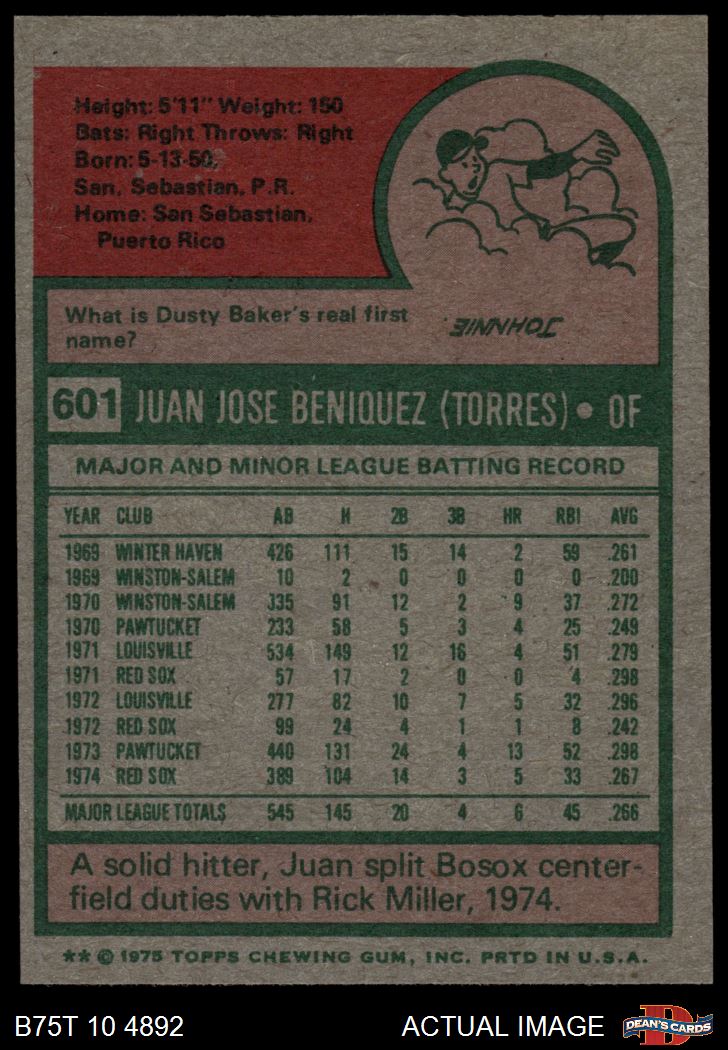 Height: 5'11" Weight: 150
Bats: Right Throws: Right
Born: 5-13-50,
San. Sebastian, P.R.
Home: San Sebastian,
Puerto Rico
What is Dusty Baker's real first
name?
JOHNNIE
601 JUAN JOSE BENIQUEZ (TORRES) • OF
MAJOR AND MINOR LEAGUE BATTING RECORD
YEAR CLUB AB H 2B 3B HR RBI AVG
1969 WINTER HAVEN 426 111 15 14 2 59 .261
1969 WINSTON-SALEM 10 2 0 0 0 0 .200
1970 WINSTON-SALEM 335 91 12 2 9 37 .272
1970 PAWTUCKET 233 58 5 3 4 25 .249
1971 LOUISVILLE 534 149 12 16 4 51 .279
1971 RED SOX 57 17 2 0 0 4 .298
1972 LOUISVILLE 277 82 10 7 5 32 .296
1972 RED SOX 99 24 4 1 1 8 .242
1973 PAWTUCKET 440 131 24 4 13 52 .298
1974 RED SOX 389 104 14 3 5 33 .267
MAJOR LEAGUE TOTALS 545 145 20 4 6 45 .266
A solid hitter, Juan split Bosox center-
field duties with Rick Miller, 1974.
** © 1975 TOPPS CHEWING GUM, INC. PRTD IN U.S.A.
B75T 10 4892 ACTUAL IMAGE D DEAN'S CARDS